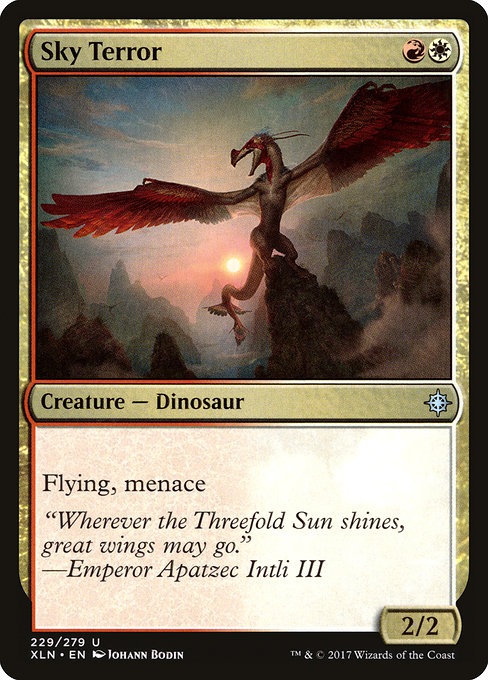 Sky Terror
Creature — Dinosaur
Flying, menace
“Wherever the Threefold Sun shines,
great wings may go.”
—Emperor Apatzec Intli III
2/2
229/279 U
XLN • EN Johann Bodin
™ & © 2017 Wizards of the Coast